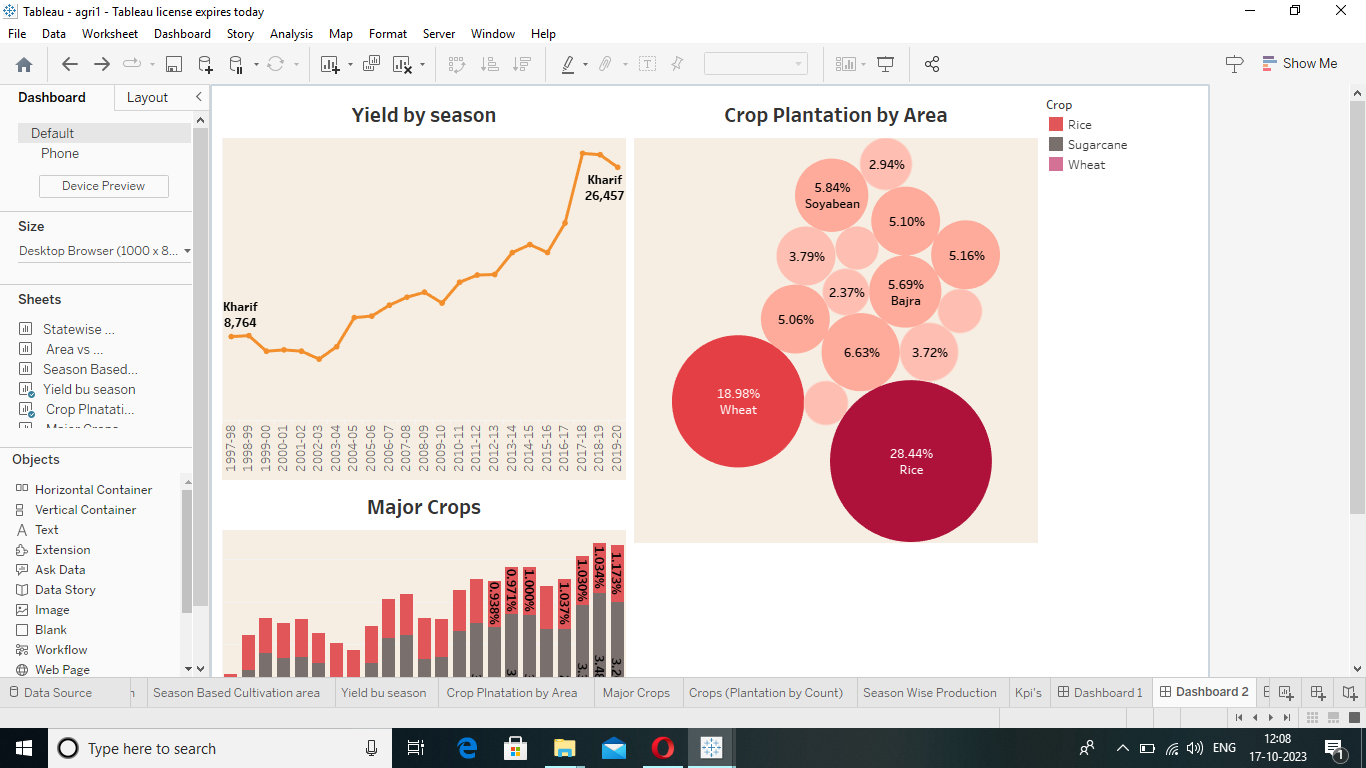 Tableau - agri1 - Tableau license expires today
File Data Worksheet Dashboard Story Analysis Map Format Server Window Help
Show Me
Dashboard Layout
Default
Phone
Device Preview
Size
Desktop Browser (1000 x 8...
Sheets
Statewise ...
Area vs ...
Season Based...
Yield bu season
Crop Plnatati...
Objects
Horizontal Container
Vertical Container
Text
Extension
Ask Data
Data Story
Image
Blank
Workflow
Web Page
Yield by season
Kharif
8,764
Kharif
26,457
1997-98
1998-99
1999-00
2000-01
2001-02
2002-03
2003-04
2004-05
2005-06
2006-07
2007-08
2008-09
2009-10
2010-11
2011-12
2012-13
2013-14
2014-15
2015-16
2016-17
2017-18
2018-19
2019-20
Major Crops
0.938%
0.971%
1.000%
1.037%
1.030%
1.034%
1.173%
Crop Plantation by Area
2.94%
5.84%
Soyabean
5.10%
3.79%
5.16%
2.37%
5.69%
Bajra
5.06%
6.63%
3.72%
18.98%
Wheat
28.44%
Rice
Crop
Rice
Sugarcane
Wheat
Data Source Season Based Cultivation area Yield bu season Crop Plnatation by Area Major Crops Crops (Plantation by Count) Season Wise Production Kpi's Dashboard 1 Dashboard 2
Type here to search
ENG
12:08
17-10-2023
1